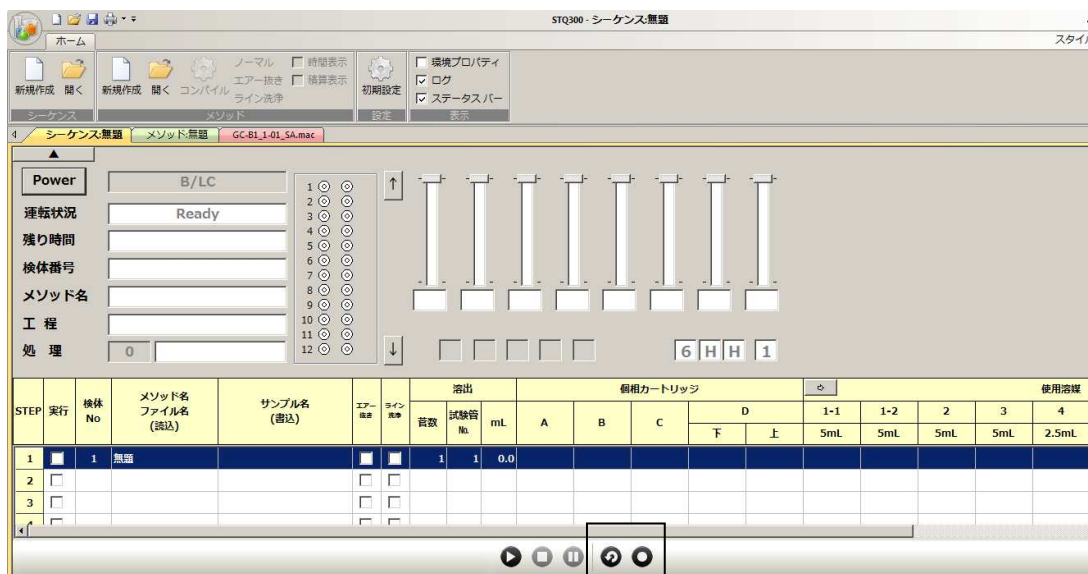 STQ300 - シーケンス:無題
ホーム
スタイル
新規作成 開く 新規作成 開く コンパイル ノーマル エアー抜き ライン洗浄 時間表示 積算表示 初期設定 環境プロパティ ログ ステータス バー
シーケンス メソッド 設定 表示
シーケンス:無題 メソッド:無題 GC-B1_1-01_SA.mac
Power B/LC
運転状況 Ready
残り時間
検体番号
メソッド名
工 程
処 理 0
1
2
3
4
5
6
7
8
9
10
11
12
↑
↓
6 H H 1
溶出 個相カートリッジ 使用溶媒
STEP 実行 検体No メソッド名 ファイル名 (読込) サンプル名 (書込) エアー抜き ライン洗浄 菅数 試験管No. mL A B C D 1-1 1-2 2 3 4
下 上 5mL 5mL 5mL 5mL 2.5mL
1 1 無題 1 1 0.0
2
3
4